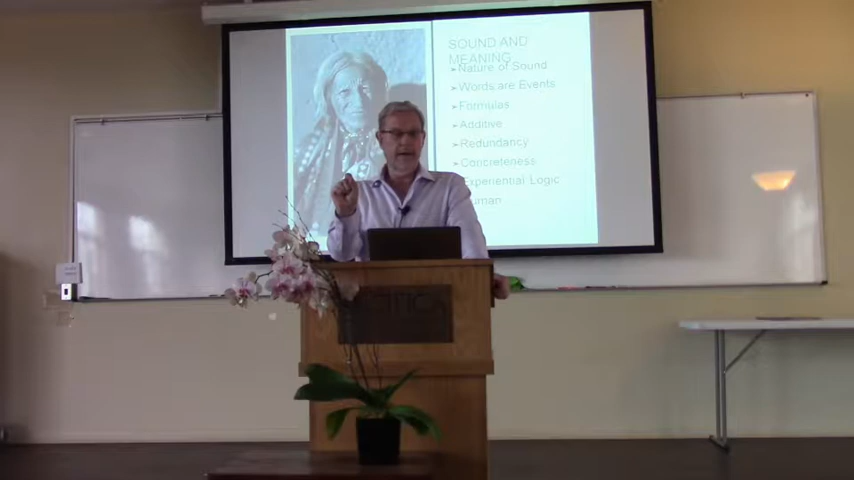 SOUND AND
MEANING
➢Nature of Sound
➢Words are Events
➢Formulas
➢Additive
➢Redundancy
➢Concreteness
Experiential Logic